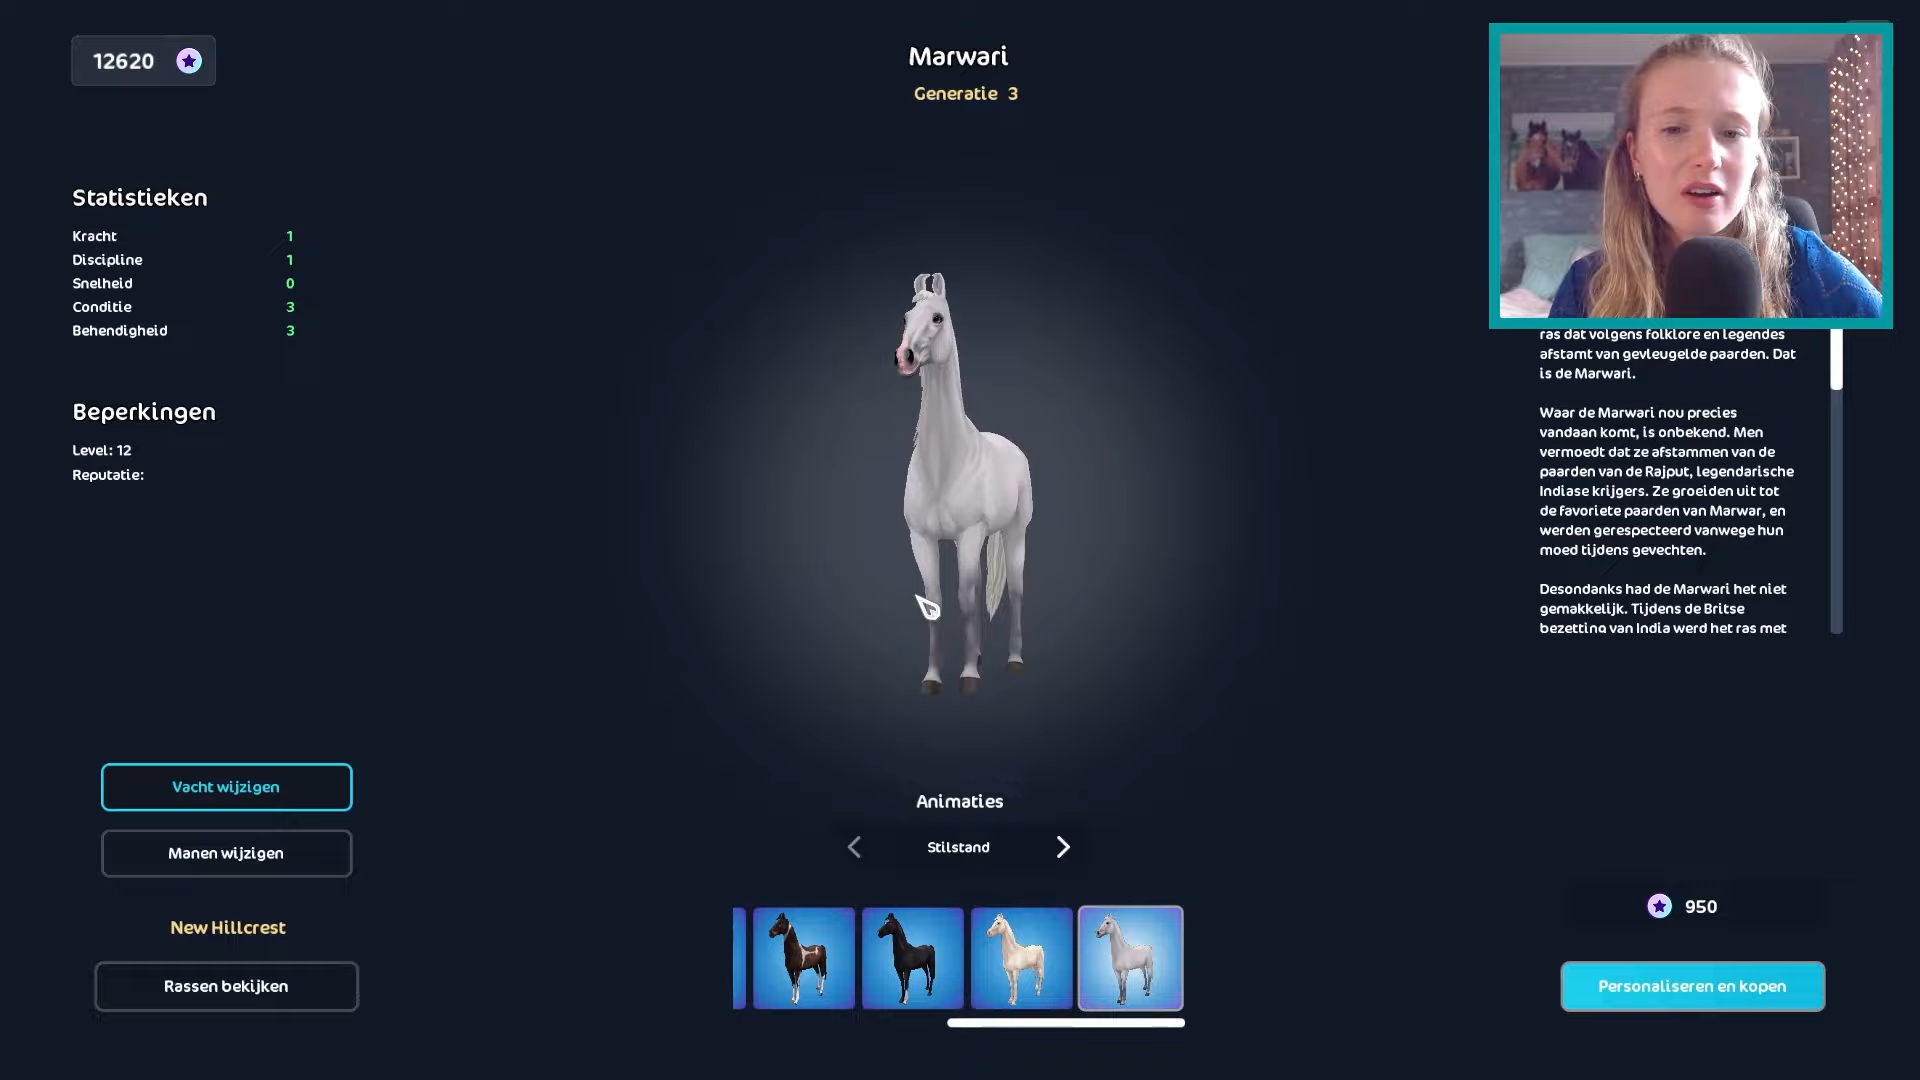 12620
Marwari
Generatie 3
Statistieken
Kracht 1
Discipline 1
Snelheid 0
Conditie 3
Behendigheid 3
Beperkingen
Level: 12
Reputatie:
ras dat volgens folklore en legendes
afstamt van gevleugelde paarden. Dat
is de Marwari.
Waar de Marwari nou precies
vandaan komt, is onbekend. Men
vermoedt dat ze afstammen van de
paarden van de Rajput, legendarische
Indiase krijgers. Ze groeiden uit tot
de favoriete paarden van Marwar, en
werden gerespecteerd vanwege hun
moed tijdens gevechten.
Desondanks had de Marwari het niet
gemakkelijk. Tijdens de Britse
bezetting van India werd het ras met
Vacht wijzigen
Manen wijzigen
New Hillcrest
Rassen bekijken
Animaties
Stilstand
950
Personaliseren en kopen